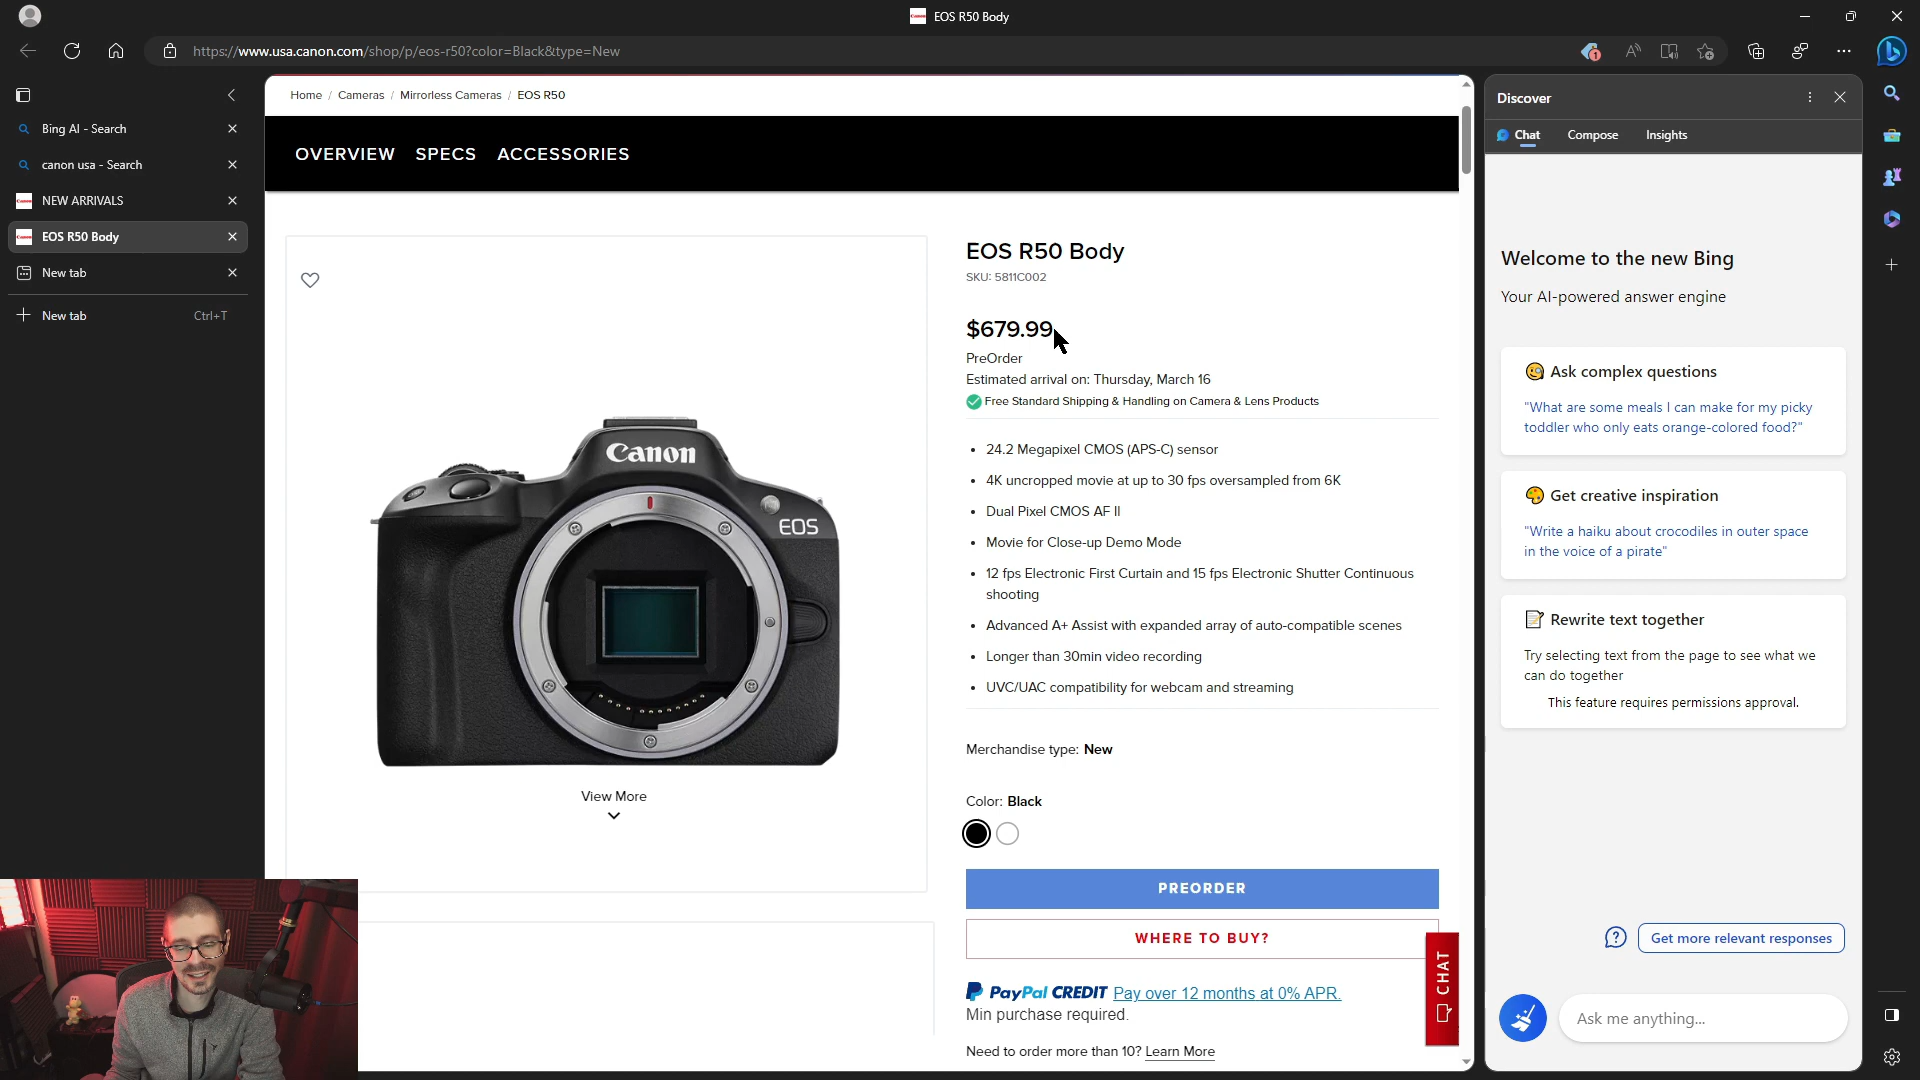 EOS R50 Body
https://www.usa.canon.com/shop/p/eos-r50?color=Black&type=New
1
Bing AI - Search
canon usa - Search
NEW ARRIVALS
EOS R50 Body
New tab
New tab Ctrl+T
Home / Cameras / Mirrorless Cameras / EOS R50
OVERVIEW SPECS ACCESSORIES
Canon
EOS
View More
EOS R50 Body
SKU: 5811C002
$679.99
PreOrder
Estimated arrival on: Thursday, March 16
Free Standard Shipping & Handling on Camera & Lens Products
• 24.2 Megapixel CMOS (APS-C) sensor
• 4K uncropped movie at up to 30 fps oversampled from 6K
• Dual Pixel CMOS AF II
• Movie for Close-up Demo Mode
• 12 fps Electronic First Curtain and 15 fps Electronic Shutter Continuous
shooting
• Advanced A+ Assist with expanded array of auto-compatible scenes
• Longer than 30min video recording
• UVC/UAC compatibility for webcam and streaming
Merchandise type: New
Color: Black
PREORDER
WHERE TO BUY?
PayPal CREDIT Pay over 12 months at 0% APR.
Min purchase required.
Need to order more than 10? Learn More
CHAT
Discover
Chat Compose Insights
Welcome to the new Bing
Your AI-powered answer engine
Ask complex questions
"What are some meals I can make for my picky
toddler who only eats orange-colored food?"
Get creative inspiration
"Write a haiku about crocodiles in outer space
in the voice of a pirate"
Rewrite text together
Try selecting text from the page to see what we
can do together
This feature requires permissions approval.
Get more relevant responses
Ask me anything...